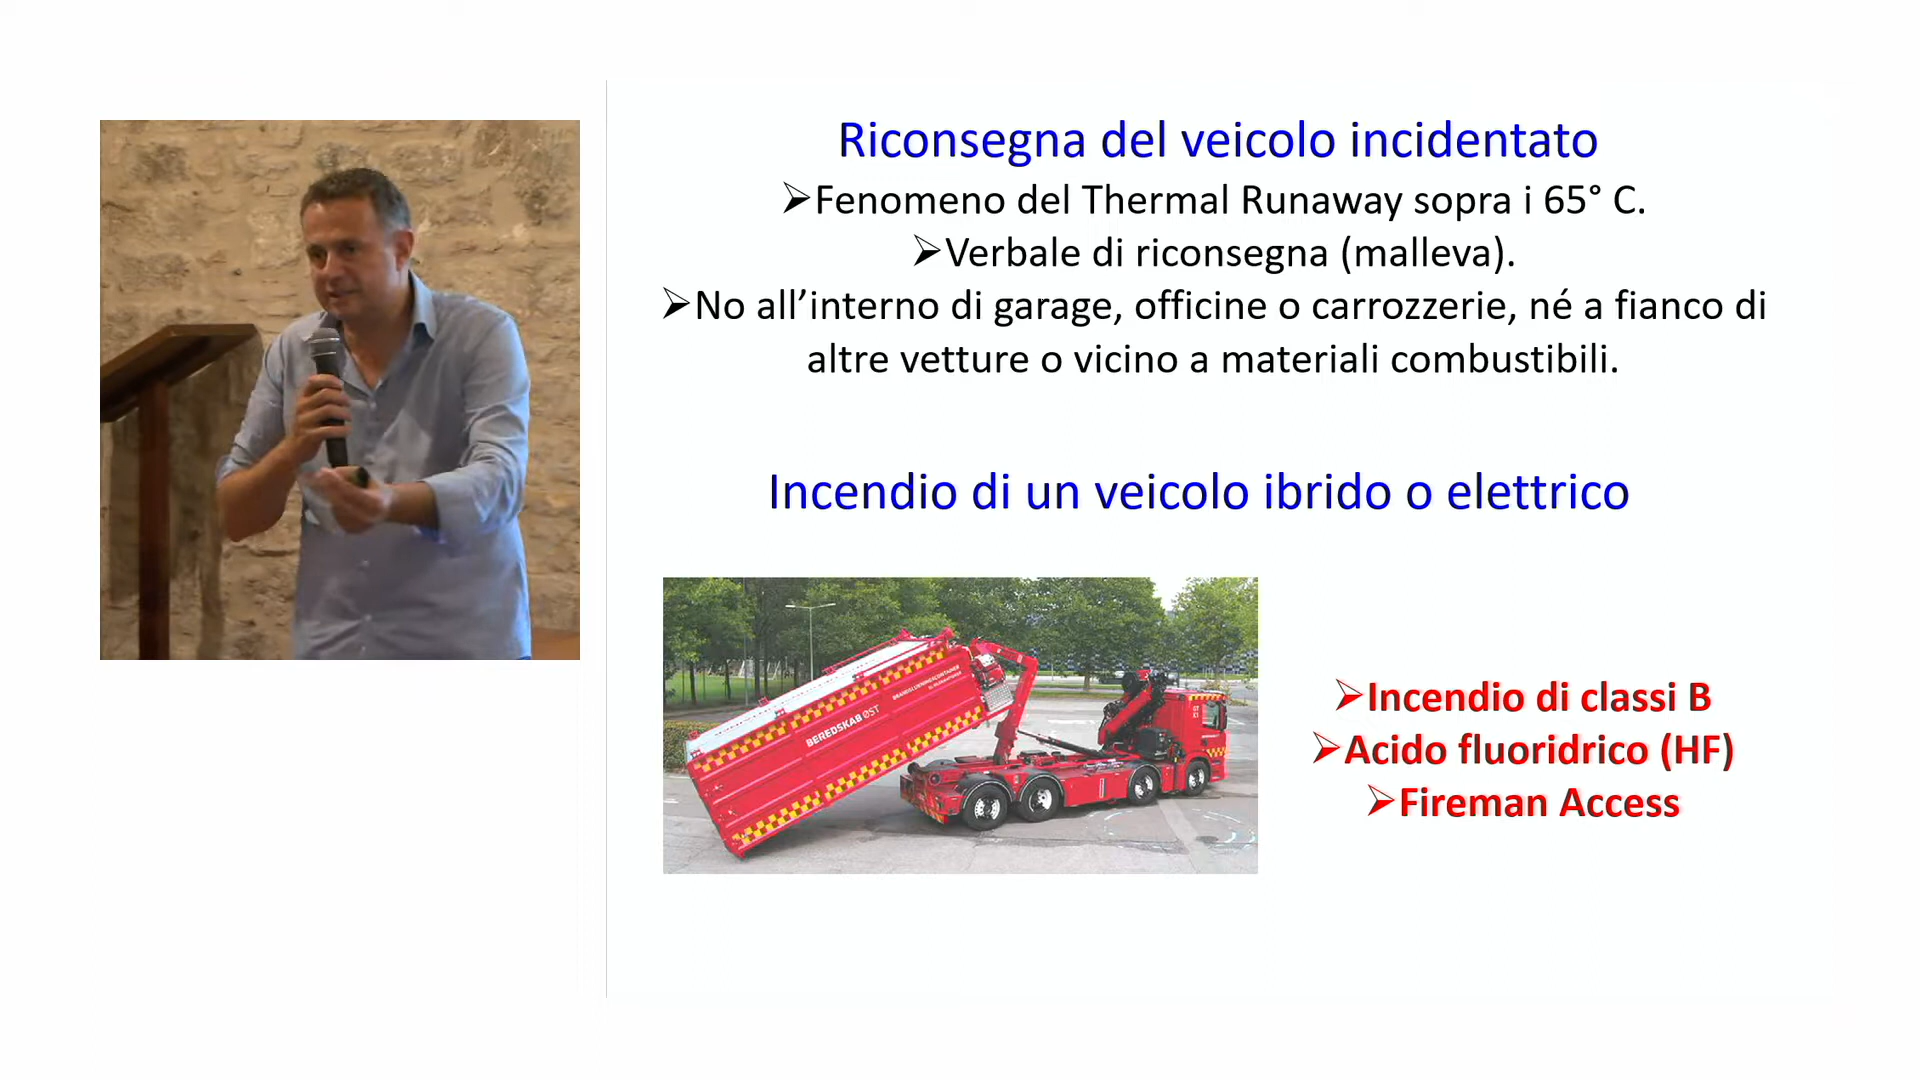 Riconsegna del veicolo incidentato
➢Fenomeno del Thermal Runaway sopra i 65° C.
➢Verbale di riconsegna (malleva).
➢No all’interno di garage, officine o carrozzerie, né a fianco di
altre vetture o vicino a materiali combustibili.
Incendio di un veicolo ibrido o elettrico
BEREDSKAB ØST
➢Incendio di classi B
➢Acido fluoridrico (HF)
➢Fireman Access